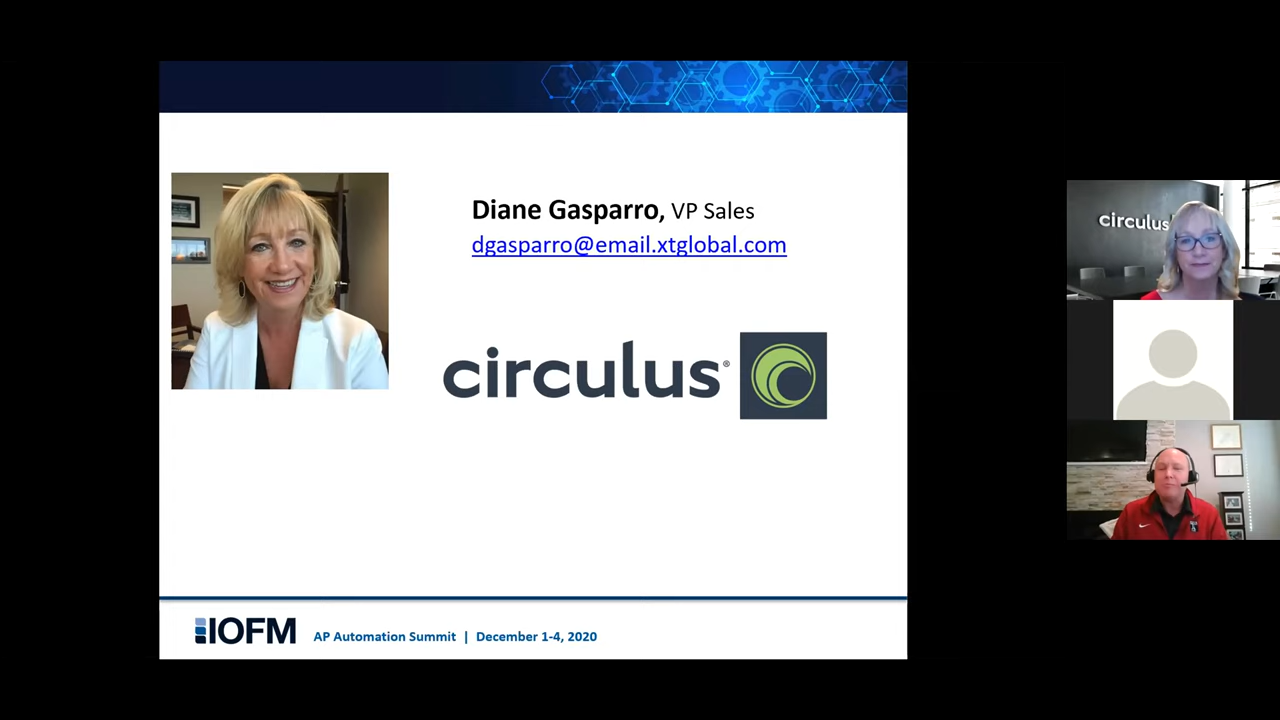 Diane Gasparro, VP Sales
dgasparro@email.xtglobal.com
circulus®
IOFM
AP Automation Summit | December 1-4, 2020
circulus